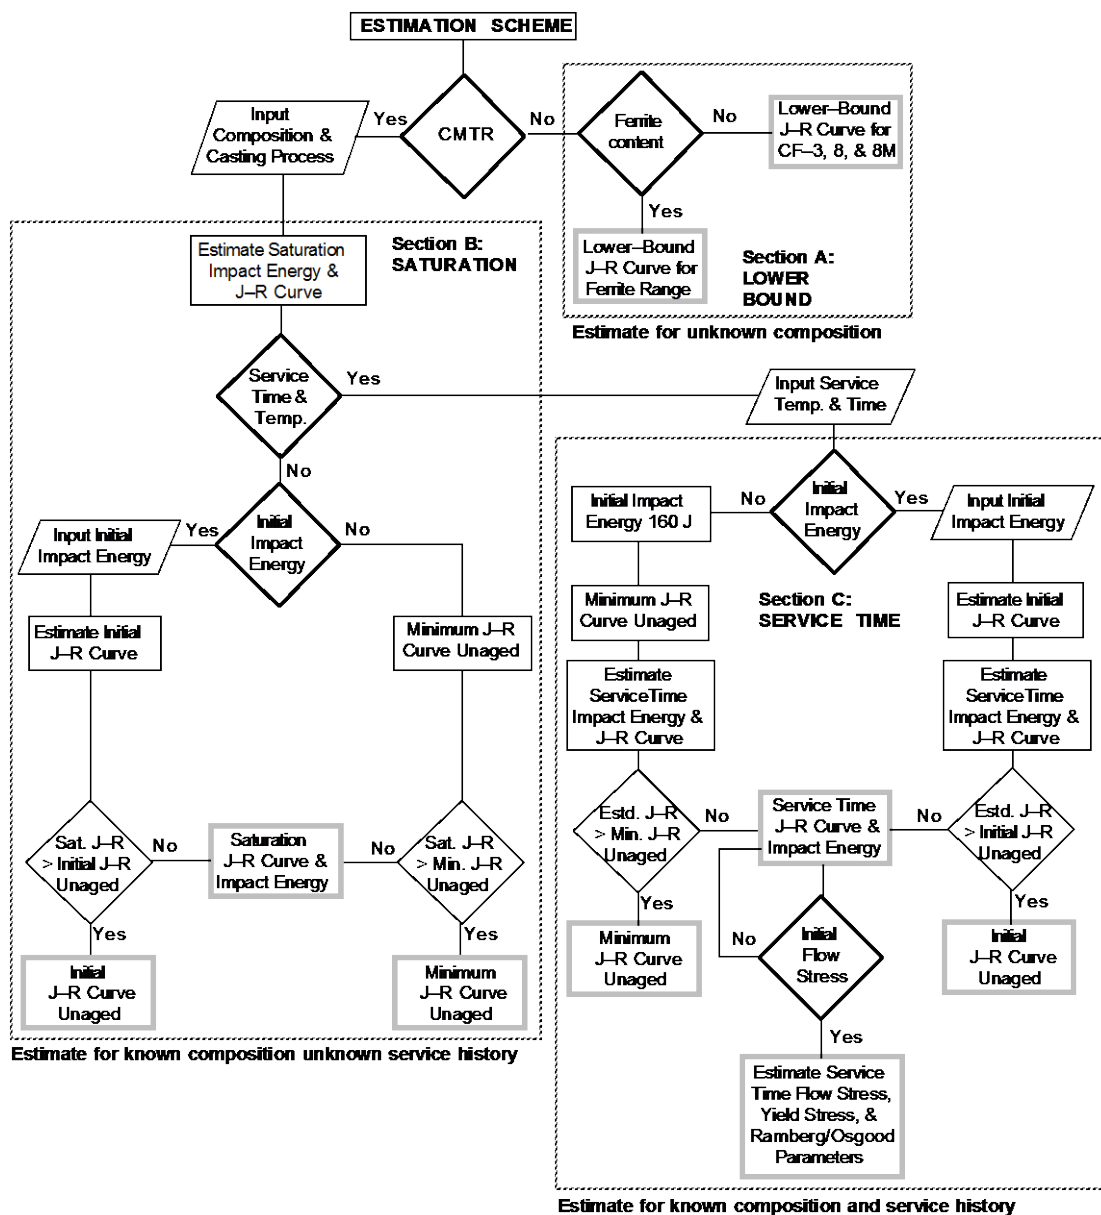 ESTIMATION SCHEME
CMTR
Yes
No
Input
Composition &
Casting Process
Ferrite
content
No
Yes
Lower–Bound
J–R Curve for
CF–3, 8, & 8M
Lower–Bound
J–R Curve for
Ferrite Range
Section A:
LOWER
BOUND
Estimate for unknown composition
Section B:
SATURATION
Estimate Saturation
Impact Energy &
J–R Curve
Service
Time &
Temp.
Yes
No
Input Service
Temp. & Time
Initial
Impact
Energy
Yes
No
Input Initial
Impact Energy
Estimate Initial
J–R Curve
Minimum J–R
Curve Unaged
Sat. J–R
> Initial J–R
Unaged
No
Saturation
J–R Curve &
Impact Energy
No
Sat. J–R
> Min. J–R
Unaged
Yes
Yes
Initial
J–R Curve
Unaged
Minimum
J–R Curve
Unaged
Estimate for known composition unknown service history
Initial
Impact
Energy
No
Yes
Initial Impact
Energy 160 J
Input Initial
Impact Energy
Section C:
SERVICE TIME
Minimum J–R
Curve Unaged
Estimate Initial
J–R Curve
Estimate
ServiceTime
Impact Energy &
J–R Curve
Estimate
ServiceTime
Impact Energy &
J–R Curve
Estd. J–R
> Min. J–R
Unaged
No
Service Time
J–R Curve &
Impact Energy
No
Estd. J–R
> Initial J–R
Unaged
Yes
Yes
Minimum
J–R Curve
Unaged
No
Initial
Flow
Stress
Initial
J–R Curve
Unaged
Yes
Estimate Service
Time Flow Stress,
Yield Stress, &
Ramberg/Osgood
Parameters
Estimate for known composition and service history